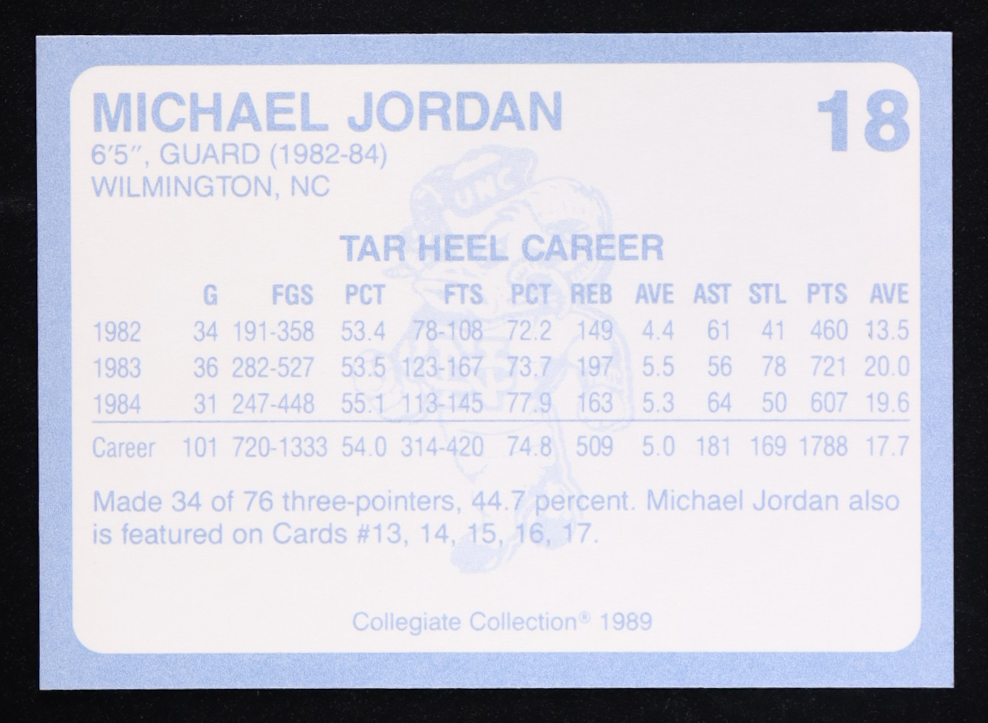 MICHAEL JORDAN 18
6'5", GUARD (1982-84)
WILMINGTON, NC
UNC
TAR HEEL CAREER
G FGS PCT FTS PCT REB AVE AST STL PTS AVE
1982 34 191-358 53.4 78-108 72.2 149 4.4 61 41 460 13.5
1983 36 282-527 53.5 123-167 73.7 197 5.5 56 78 721 20.0
1984 31 247-448 55.1 113-145 77.9 163 5.3 64 50 607 19.6
Career 101 720-1333 54.0 314-420 74.8 509 5.0 181 169 1788 17.7
Made 34 of 76 three-pointers, 44.7 percent. Michael Jordan also
is featured on Cards #13, 14, 15, 16, 17.
Collegiate Collection® 1989